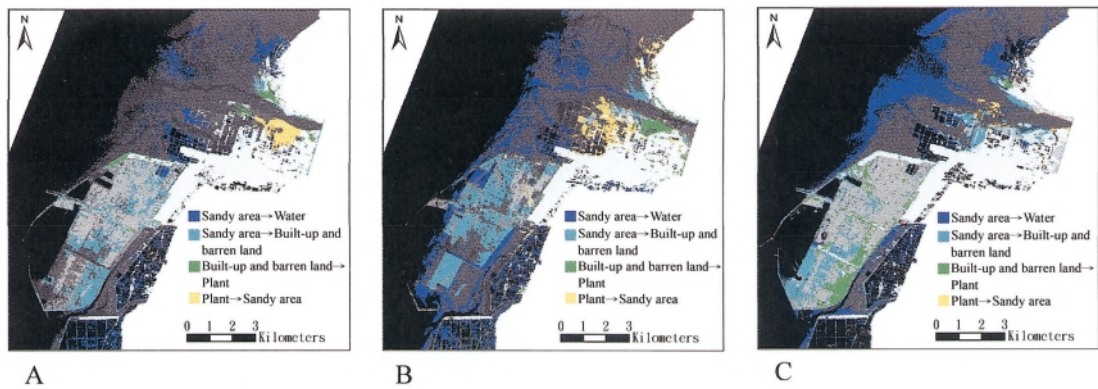 N
Sandy area→Water
Sandy area→Built-up and
barren land
Built-up and barren land→
Plant
Plant→Sandy area
0 1 2 3
Kilometers
A
N
Sandy area→Water
Sandy area→Built-up and
barren land
Built-up and barren land→
Plant
Plant→Sandy area
0 1 2 3
Kilometers
B
N
Sandy area→Water
Sandy area→Built-up and
barren land
Built-up and barren land→
Plant
Plant→Sandy area
0 1 2 3
Kilometers
C